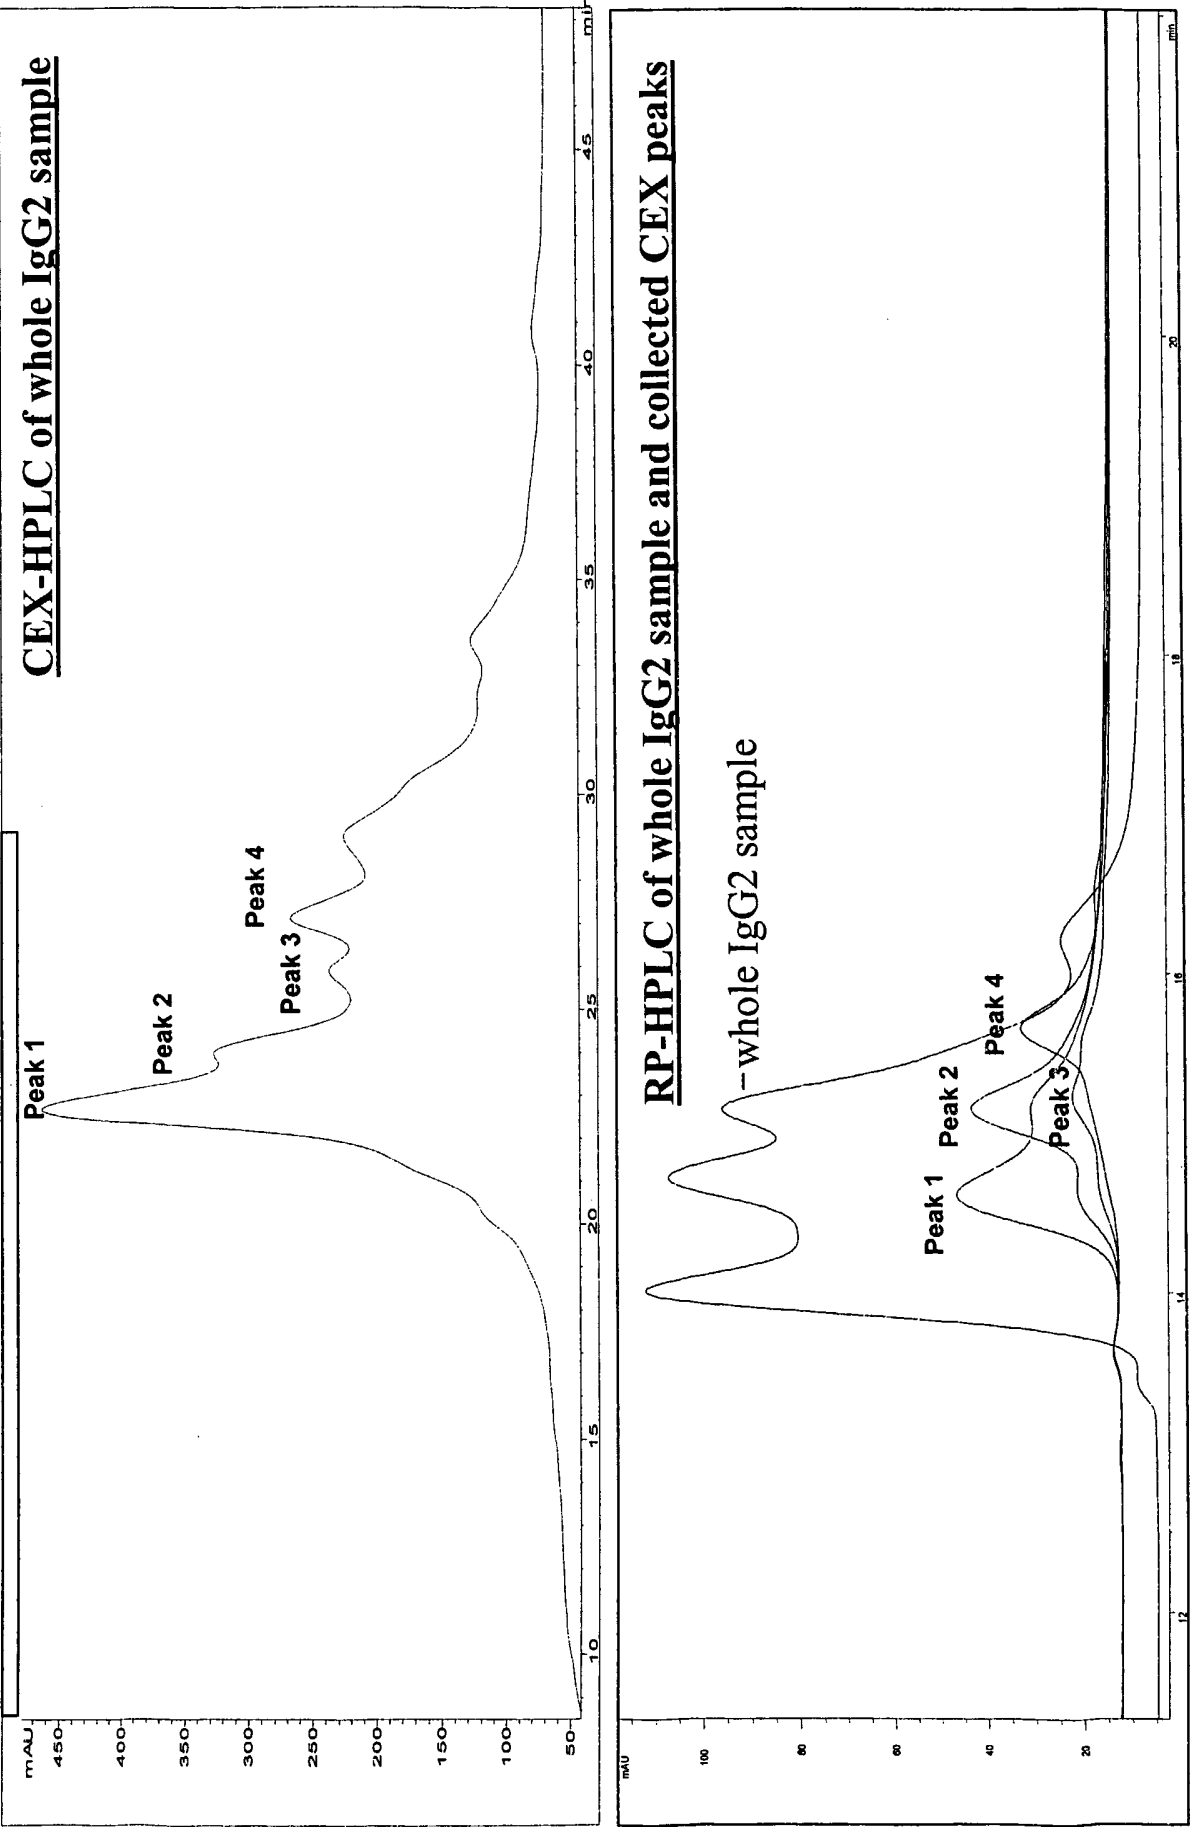 CEX-HPLC of whole IgG2 sample
mAU
450
400
350
300
250
200
150
100
50
Peak 1
Peak 2
Peak 3
Peak 4
10
15
20
25
30
35
40
45
RP-HPLC of whole IgG2 sample and collected CEX peaks
mAU
100
80
60
40
20
–whole IgG2 sample
Peak 1
Peak 2
Peak 3
Peak 4
12
14
16
18
20
min